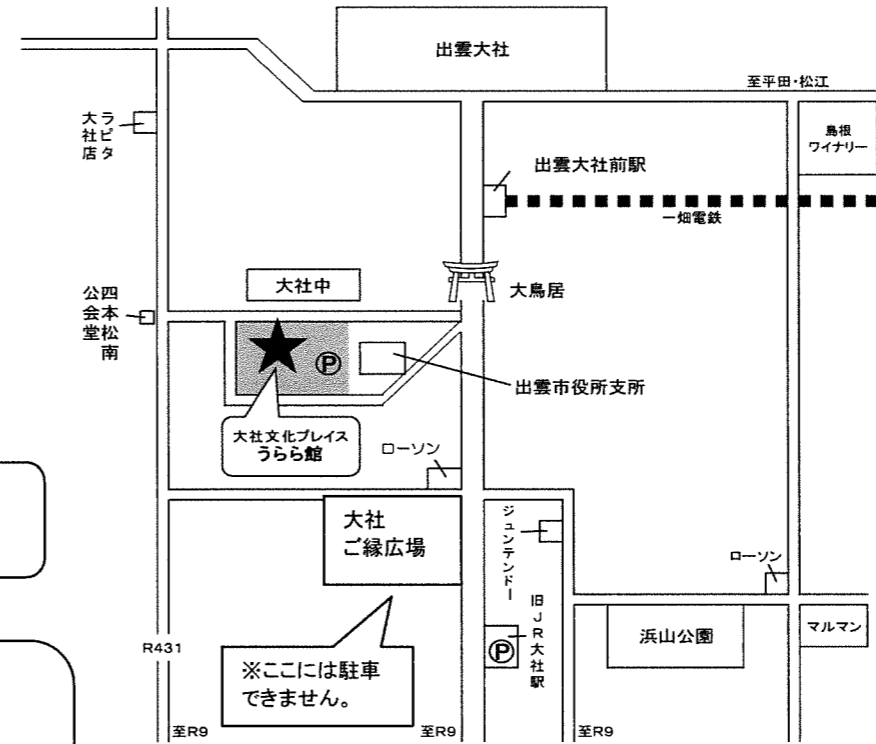 出雲大社
至平田・松江
ラピタ
大社店
島根
ワイナリー
出雲大社前駅
一畑電鉄
大社中
大鳥居
四本松南
公会堂
P
出雲市役所支所
大社文化プレイス
うらら館
ローソン
大社
ご縁広場
ジュンテンドー
ローソン
旧JR大社駅
P
浜山公園
マルマン
R431
※ここには駐車
できません。
至R9
至R9
至R9